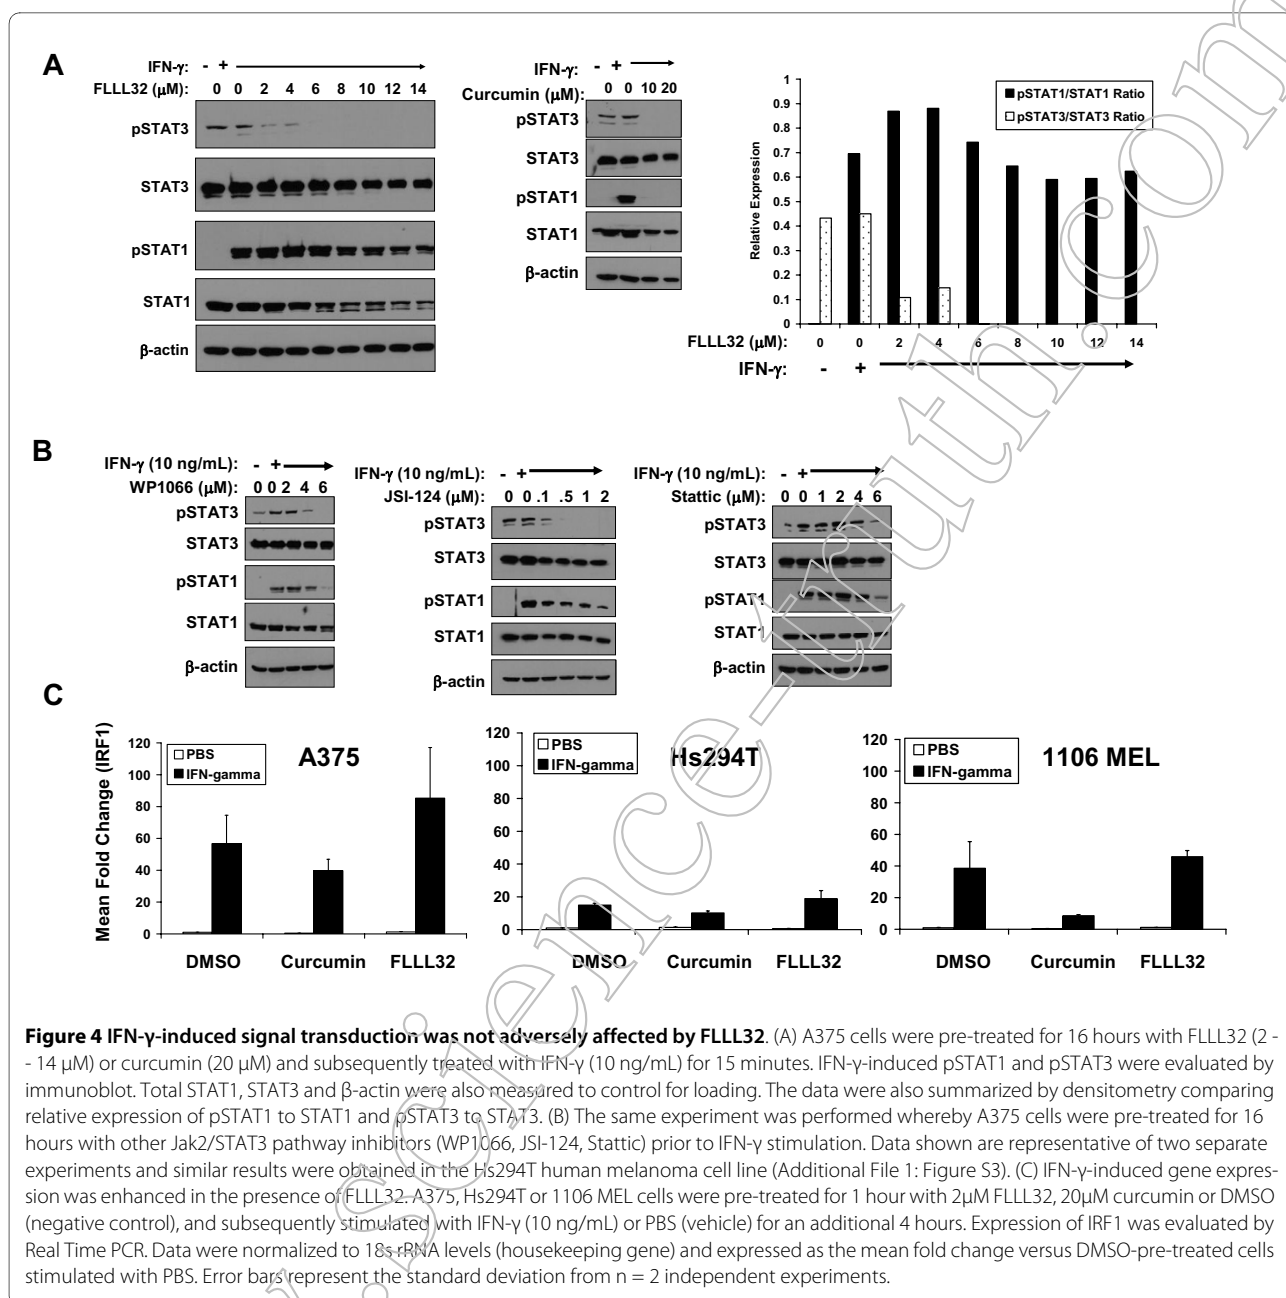 A
IFN-γ: - +
FLLL32 (μM): 0 0 2 4 6 8 10 12 14
pSTAT3
STAT3
pSTAT1
STAT1
β-actin
IFN-γ: - +
Curcumin (μM): 0 0 10 20
pSTAT3
STAT3
pSTAT1
STAT1
β-actin
pSTAT1/STAT1 Ratio
pSTAT3/STAT3 Ratio
Relative Expression
1
0.9
0.8
0.7
0.6
0.5
0.4
0.3
0.2
0.1
0
FLLL32 (μM): 0 0 2 4 6 8 10 12 14
IFN-γ: - +
B
IFN-γ (10 ng/mL): - +
WP1066 (μM): 0 0 2 4 6
pSTAT3
STAT3
pSTAT1
STAT1
β-actin
IFN-γ (10 ng/mL): - +
JSI-124 (μM): 0 0 .1 .5 1 2
pSTAT3
STAT3
pSTAT1
STAT1
β-actin
IFN-γ (10 ng/mL): - +
Stattic (μM): 0 0 1 2 4 6
pSTAT3
STAT3
pSTAT1
STAT1
β-actin
C
Mean Fold Change (IRF1)
120
100
80
60
40
20
0
PBS
IFN-gamma
A375
DMSO Curcumin FLLL32
120
100
80
60
40
20
0
PBS
IFN-gamma
Hs294T
DMSO Curcumin FLLL32
120
100
80
60
40
20
0
PBS
IFN-gamma
1106 MEL
DMSO Curcumin FLLL32
Figure 4 IFN-γ-induced signal transduction was not adversely affected by FLLL32. (A) A375 cells were pre-treated for 16 hours with FLLL32 (2 -
- 14 μM) or curcumin (20 μM) and subsequently treated with IFN-γ (10 ng/mL) for 15 minutes. IFN-γ-induced pSTAT1 and pSTAT3 were evaluated by
immunoblot. Total STAT1, STAT3 and β-actin were also measured to control for loading. The data were also summarized by densitometry comparing
relative expression of pSTAT1 to STAT1 and pSTAT3 to STAT3. (B) The same experiment was performed whereby A375 cells were pre-treated for 16
hours with other Jak2/STAT3 pathway inhibitors (WP1066, JSI-124, Stattic) prior to IFN-γ stimulation. Data shown are representative of two separate
experiments and similar results were obtained in the Hs294T human melanoma cell line (Additional File 1: Figure S3). (C) IFN-γ-induced gene expres-
sion was enhanced in the presence of FLLL32. A375, Hs294T or 1106 MEL cells were pre-treated for 1 hour with 2μM FLLL32, 20μM curcumin or DMSO
(negative control), and subsequently stimulated with IFN-γ (10 ng/mL) or PBS (vehicle) for an additional 4 hours. Expression of IRF1 was evaluated by
Real Time PCR. Data were normalized to 18s rRNA levels (housekeeping gene) and expressed as the mean fold change versus DMSO-pre-treated cells
stimulated with PBS. Error bars represent the standard deviation from n = 2 independent experiments.
.science-truth.com